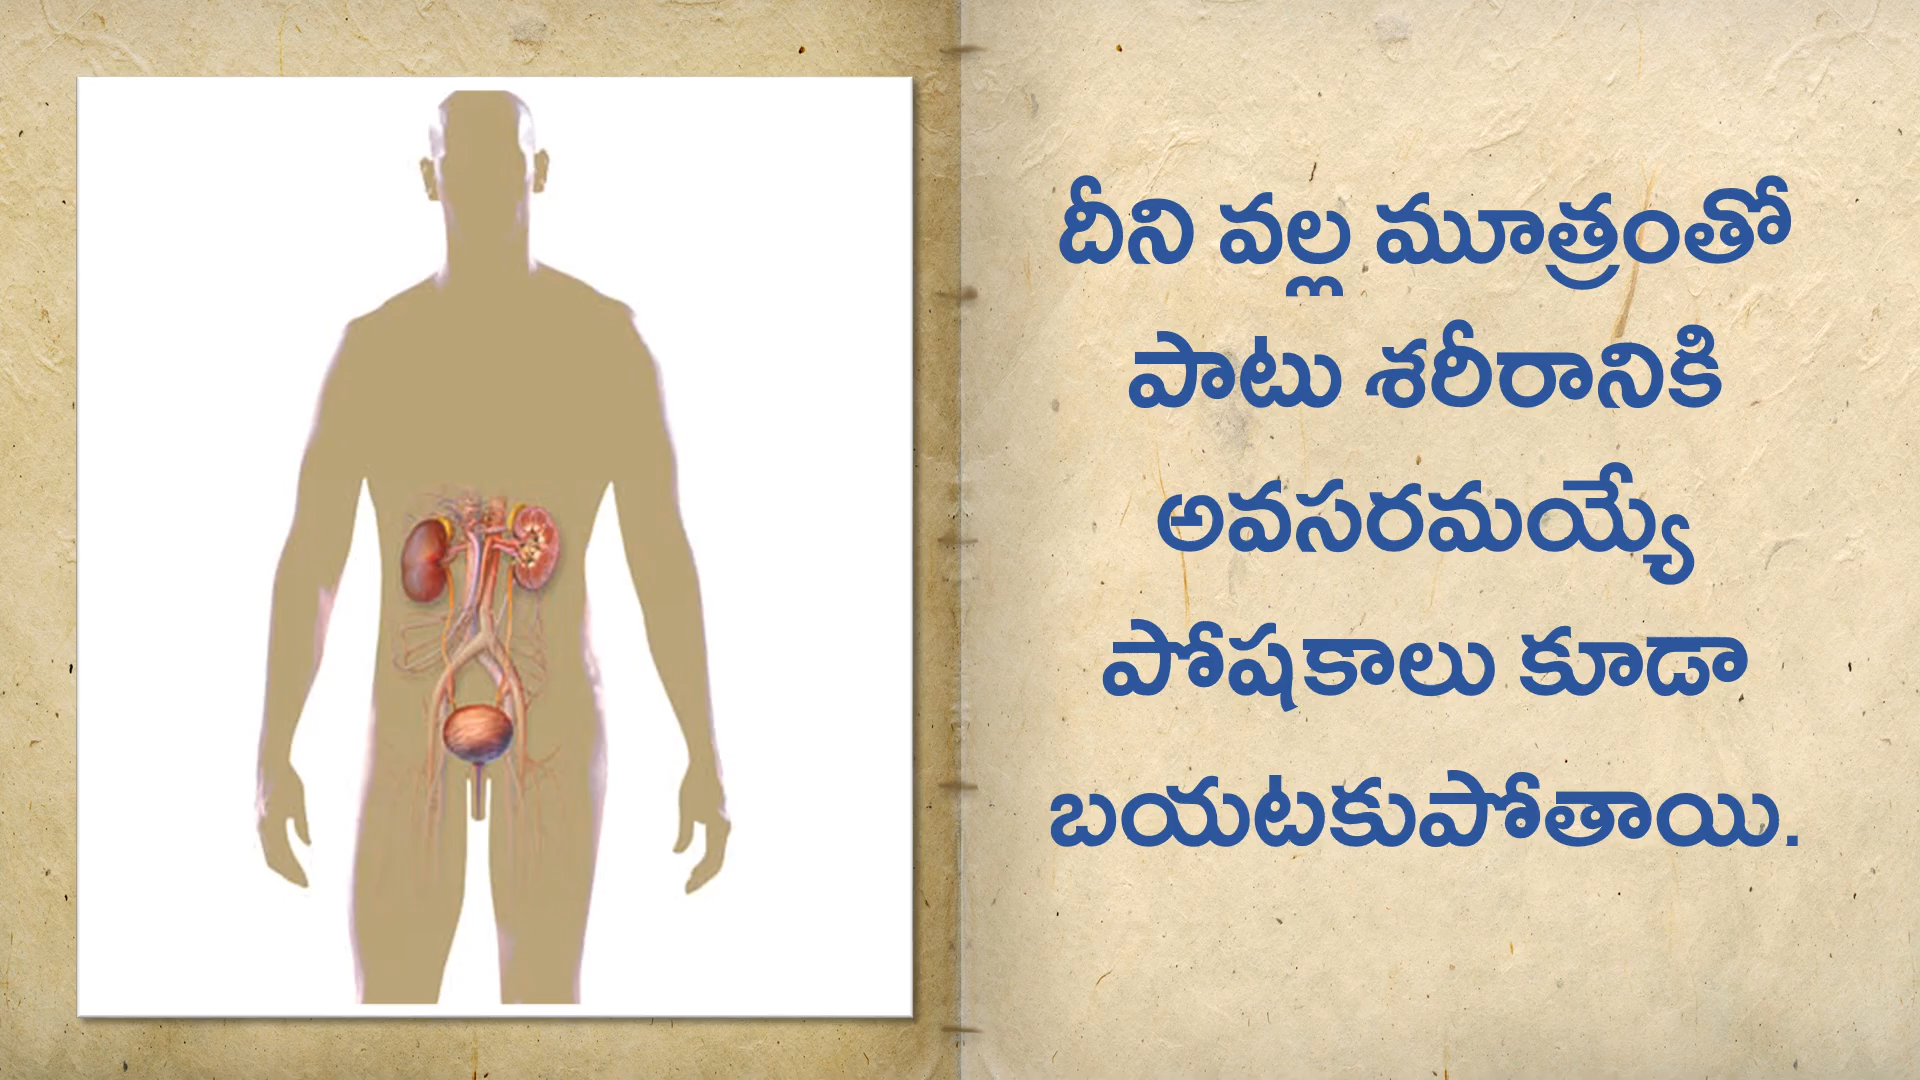 దీని వల్ల మూత్రంతో
పాటు శరీరానికి
అవసరమయ్యే
పోషకాలు కూడా
బయటకుపోతాయి.